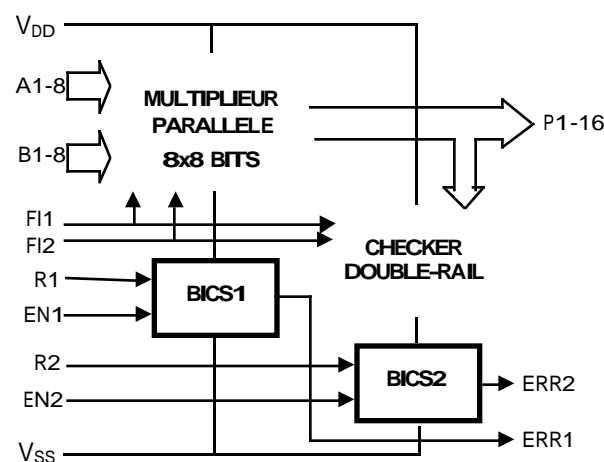 VDD
A1-8
MULTIPLIEUR
PARALLELE
8x8 BITS
P1-16
B1-8
FI1
FI2
CHECKER
DOUBLE-RAIL
R1
BICS1
EN1
R2
BICS2
ERR2
EN2
ERR1
VSS